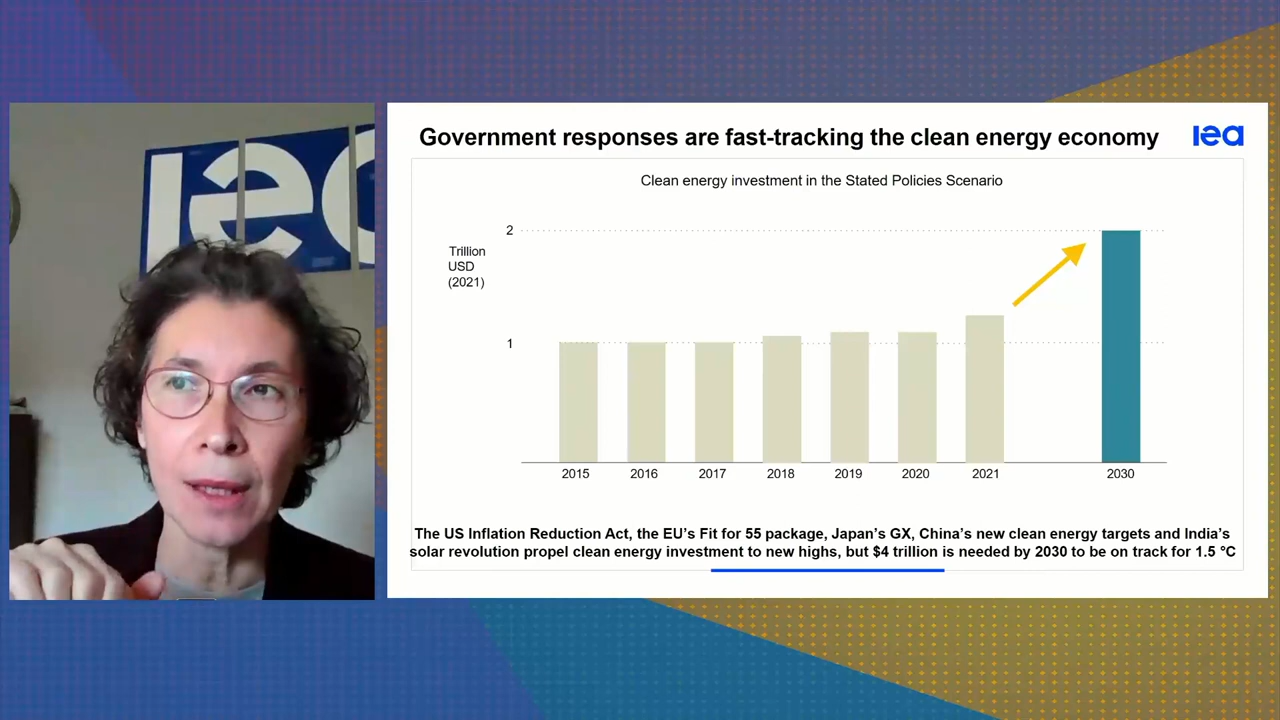 iea
Government responses are fast-tracking the clean energy economy
iea
Clean energy investment in the Stated Policies Scenario
2
Trillion
USD
(2021)
1
2015 2016 2017 2018 2019 2020 2021 2030
The US Inflation Reduction Act, the EU’s Fit for 55 package, Japan’s GX, China’s new clean energy targets and India’s
solar revolution propel clean energy investment to new highs, but $4 trillion is needed by 2030 to be on track for 1.5 °C